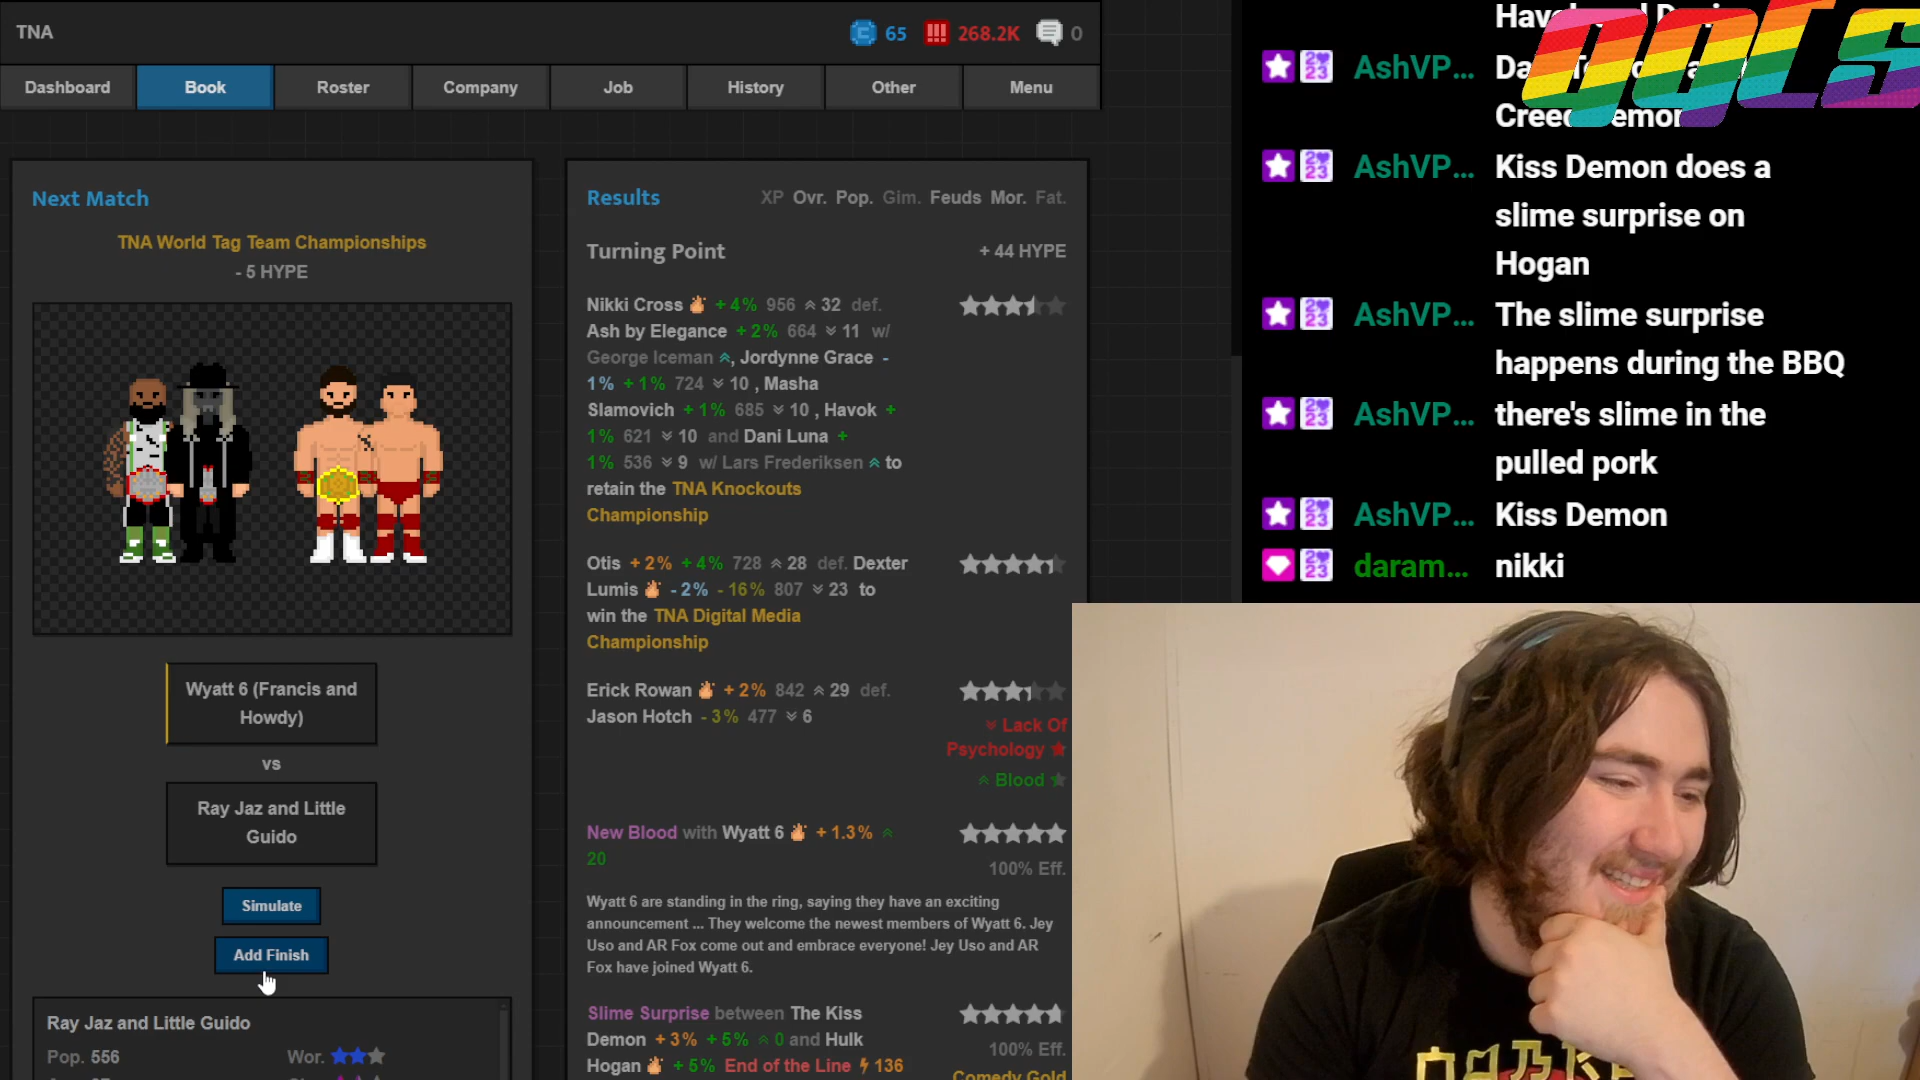 TNA
65
268.2K
0
Dashboard
Book
Roster
Company
Job
History
Other
Menu
Next Match
TNA World Tag Team Championships
- 5 HYPE
Wyatt 6 (Francis and
Howdy)
vs
Ray Jaz and Little
Guido
Simulate
Add Finish
Ray Jaz and Little Guido
Pop. 556
Wor.
Results
XP Ovr. Pop. Gim. Feuds Mor. Fat.
Turning Point
+ 44 HYPE
Nikki Cross + 4% 956 32 def.
Ash by Elegance + 2% 664 11 w/
George Iceman , Jordynne Grace -
1% + 1% 724 10 , Masha
Slamovich + 1% 685 10 , Havok +
1% 621 10 and Dani Luna +
1% 536 9 w/ Lars Frederiksen to
retain the TNA Knockouts
Championship
Otis + 2% + 4% 728 28 def. Dexter
Lumis - 2% - 16% 807 23 to
win the TNA Digital Media
Championship
Erick Rowan + 2% 842 29 def.
Jason Hotch - 3% 477 6
Lack Of
Psychology
Blood
New Blood with Wyatt 6 + 1.3%
20
100% Eff.
Wyatt 6 are standing in the ring, saying they have an exciting
announcement ... They welcome the newest members of Wyatt 6. Jey
Uso and AR Fox come out and embrace everyone! Jey Uso and AR
Fox have joined Wyatt 6.
Slime Surprise between The Kiss
Demon + 3% + 5% 0 and Hulk
Hogan + 5% End of the Line 136
100% Eff.
Comedy Gold
AshVP...
Creed
AshVP... Kiss Demon does a
slime surprise on
Hogan
AshVP... The slime surprise
happens during the BBQ
AshVP... there's slime in the
pulled pork
AshVP... Kiss Demon
daram... nikki